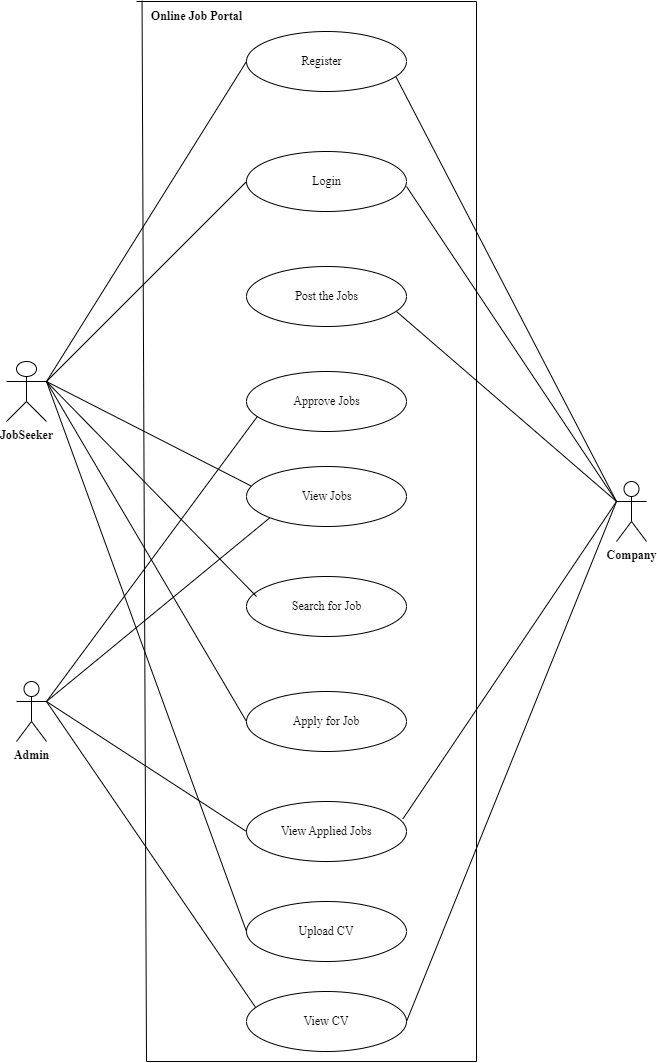 Online Job Portal
Register
Login
Post the Jobs
Approve Jobs
JobSeeker
View Jobs
Company
Search for Job
Apply for Job
Admin
View Applied Jobs
Upload CV
View CV